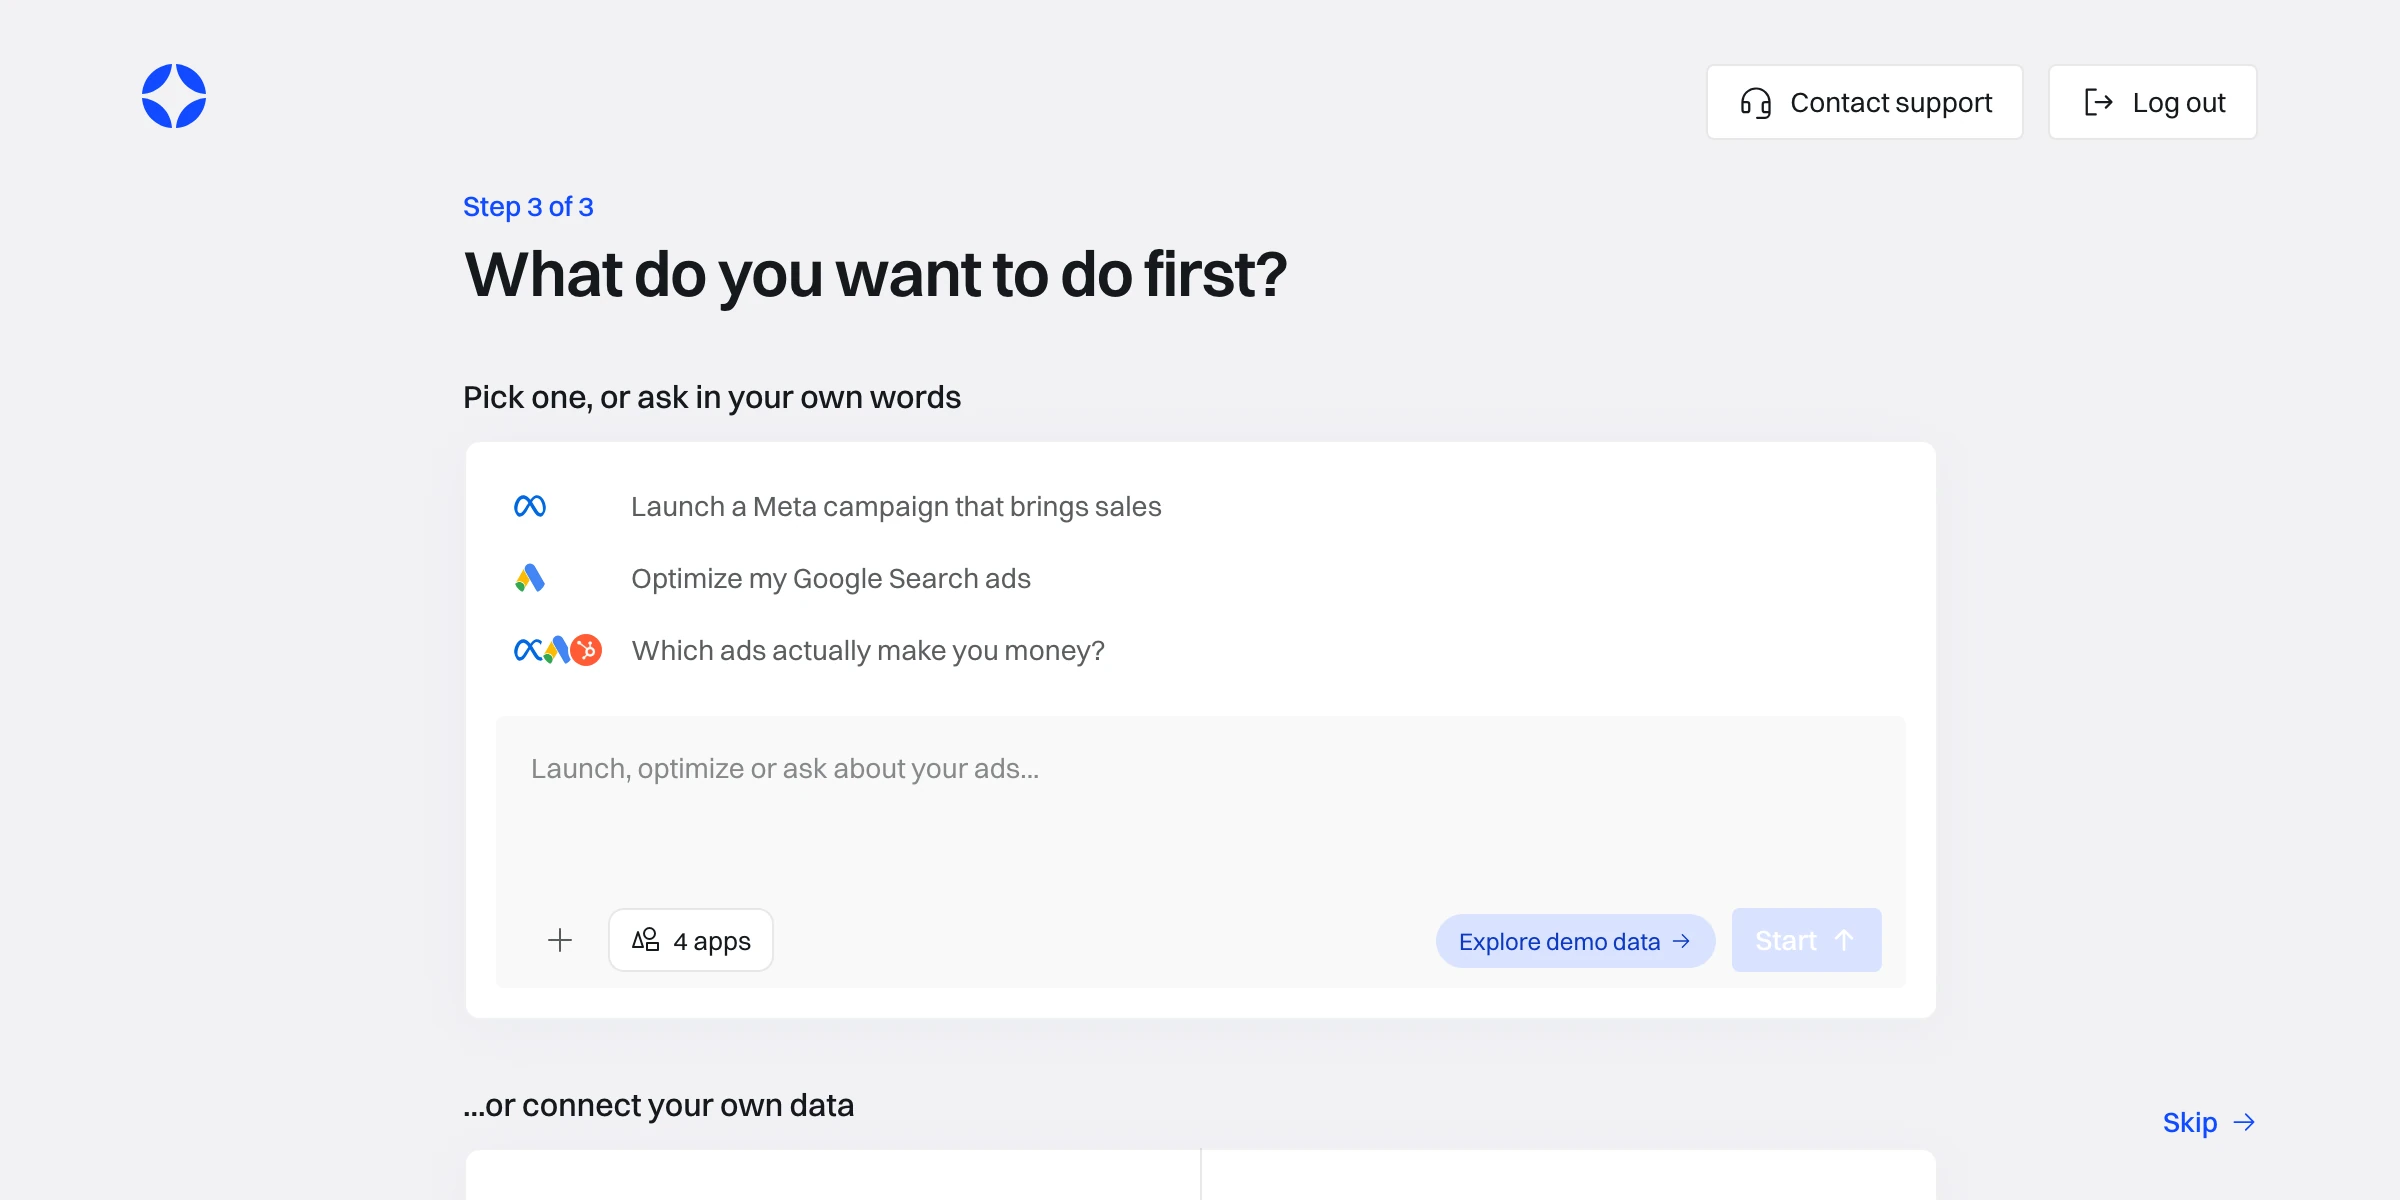 Contact support
Log out
Step 3 of 3
What do you want to do first?
Pick one, or ask in your own words
Launch a Meta campaign that brings sales
Optimize my Google Search ads
Which ads actually make you money?
Launch, optimize or ask about your ads...
4 apps
Explore demo data
Start
...or connect your own data
Skip